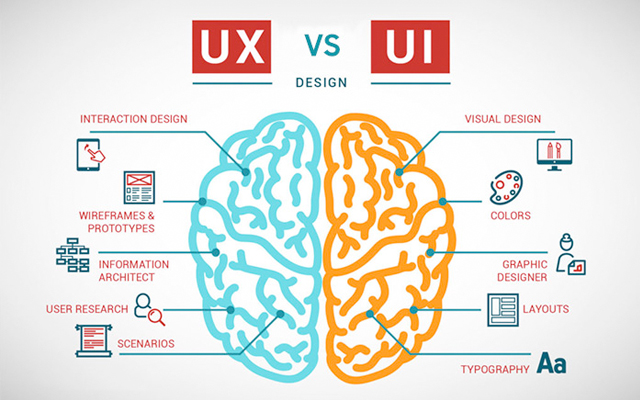 UX VS UI
DESIGN
INTERACTION DESIGN
WIREFRAMES &
PROTOTYPES
INFORMATION
ARCHITECT
USER RESEARCH
SCENARIOS
VISUAL DESIGN
COLORS
GRAPHIC
DESIGNER
LAYOUTS
TYPOGRAPHY Aa